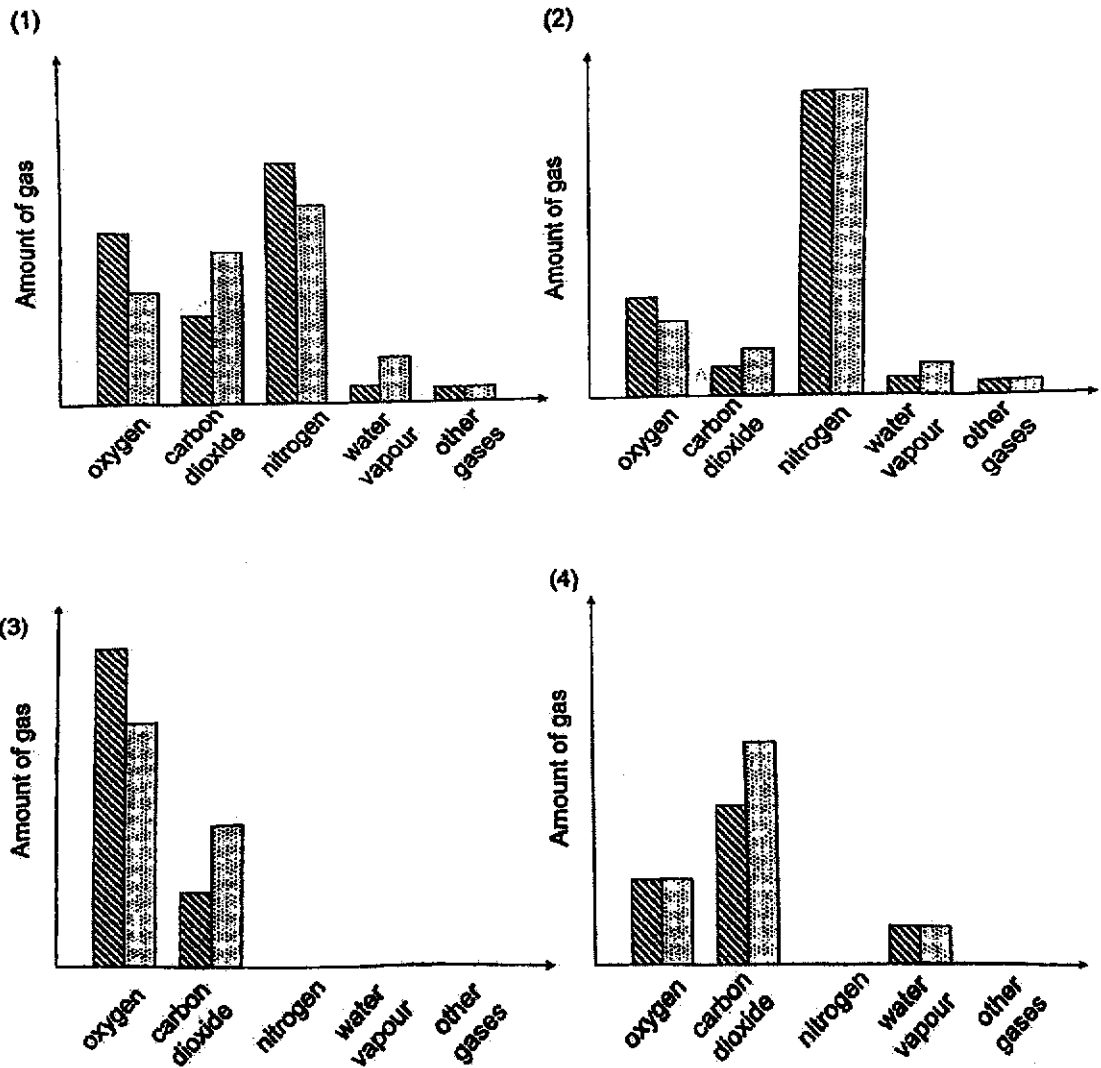 (1)
Amount of gas
oxygen
carbon
dioxide
nitrogen
water
vapour
other
gases
(2)
Amount of gas
oxygen
carbon
dioxide
nitrogen
water
vapour
other
gases
(3)
Amount of gas
oxygen
carbon
dioxide
nitrogen
water
vapour
other
gases
(4)
Amount of gas
oxygen
carbon
dioxide
nitrogen
water
vapour
other
gases